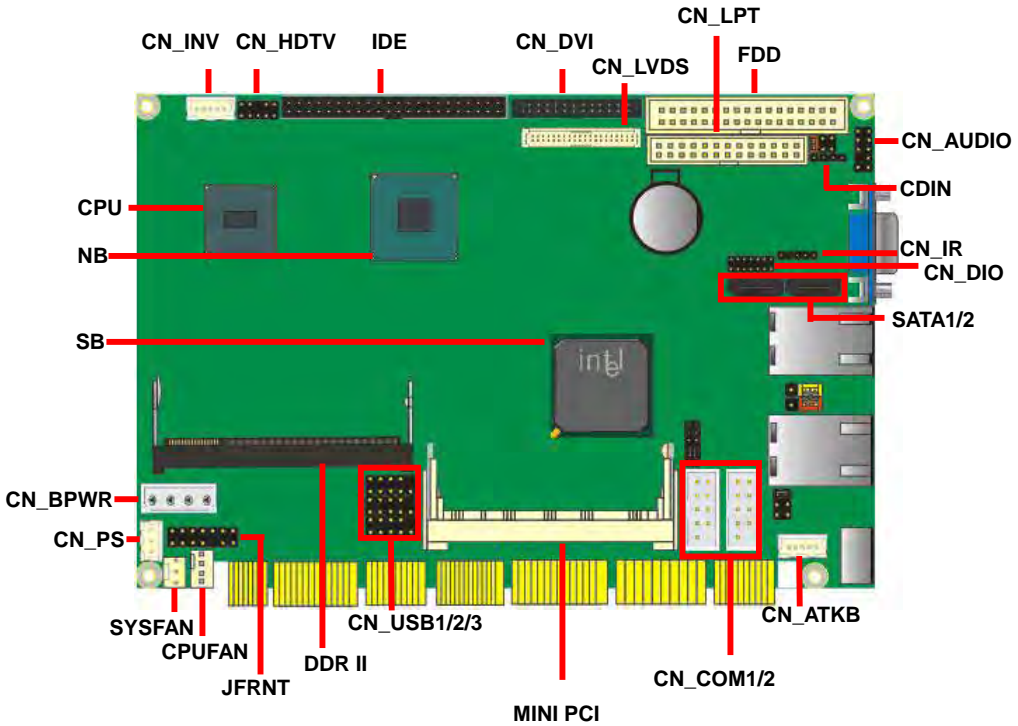 CN_LPT
CN_INV CN_HDTV IDE CN_DVI FDD
CN_LVDS
CN_AUDIO
CDIN
CPU
CN_IR
NB
CN_DIO
SATA1/2
SB
intel
CN_BPWR
CN_PS
CN_ATKB
SYSFAN
CN_USB1/2/3
CPUFAN
DDR II
CN_COM1/2
JFRNT
MINI PCI